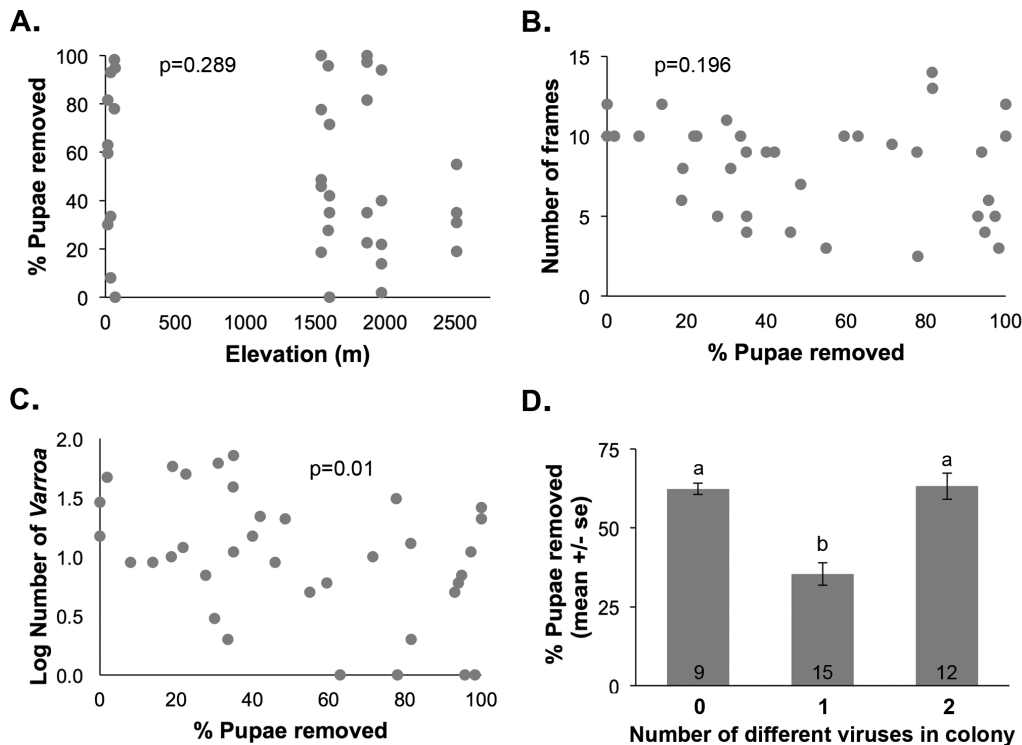 A.
p=0.289
% Pupae removed
100
80
60
40
20
0
0 500 1000 1500 2000 2500
Elevation (m)
B.
p=0.196
Number of frames
15
10
5
0
0 20 40 60 80 100
% Pupae removed
C.
p=0.01
Log Number of Varroa
2.0
1.5
1.0
0.5
0.0
0 20 40 60 80 100
% Pupae removed
D.
% Pupae removed
(mean +/- se)
75
50
25
0
a b a
9 15 12
0 1 2
Number of different viruses in colony